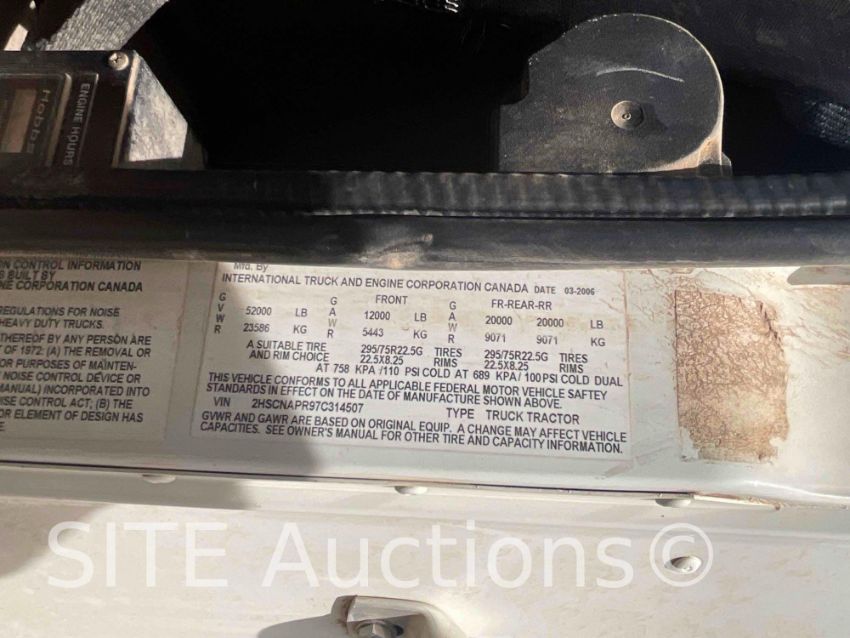 Hobbs
ENGINE HOURS
ON CONTROL INFORMATION
S BUILT BY
NE CORPORATION CANADA
REGULATIONS FOR NOISE
HEAVY DUTY TRUCKS.
THEREOF BY ANY PERSON ARE
T OF 1972: (A) THE REMOVAL OR
OR PURPOSES OF MAINTEN-
NOISE CONTROL DEVICE OR
MANUAL) INCORPORATED INTO
ISE CONTROL ACT; (B) THE
OR ELEMENT OF DESIGN HAS
E.
Mfd. By
INTERNATIONAL TRUCK AND ENGINE CORPORATION CANADA DATE 03-2006
GVWR 52000 LB GAWR FRONT 12000 LB GAWR FR-REAR-RR 20000 20000 LB
23586 KG 5443 KG 9071 9071 KG
A SUITABLE TIRE 295/75R22.5G TIRES 295/75R22.5G TIRES
AND RIM CHOICE 22.5X8.25 RIMS 22.5X8.25 RIMS
AT 758 KPA /110 PSI COLD AT 689 KPA/ 100 PSI COLD DUAL
THIS VEHICLE CONFORMS TO ALL APPLICABLE FEDERAL MOTOR VEHICLE SAFTEY
STANDARDS IN EFFECT ON THE DATE OF MANUFACTURE SHOWN ABOVE.
VIN 2HSCNAPR97C314507 TYPE TRUCK TRACTOR
GVWR AND GAWR ARE BASED ON ORIGINAL EQUIP. A CHANGE MAY AFFECT VEHICLE
CAPACITIES. SEE OWNER'S MANUAL FOR OTHER TIRE AND CAPACITY INFORMATION.
SITE Auctions©